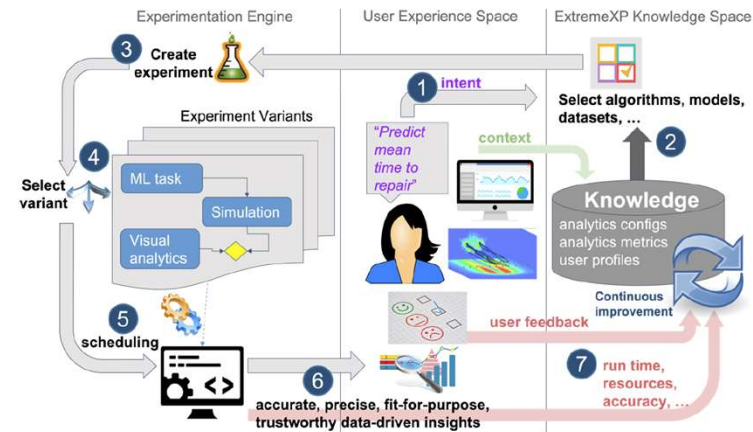 Experimentation Engine
User Experience Space
ExtremeXP Knowledge Space
3
Create
experiment
1
intent
Select algorithms, models,
datasets, ...
2
Experiment Variants
4
Select
variant
ML task
Simulation
Visual
analytics
“Predict
mean
time to
repair”
context
Knowledge
analytics configs
analytics metrics
user profiles
Continuous
improvement
5
scheduling
user feedback
6
accurate, precise, fit-for-purpose,
trustworthy data-driven insights
7
run time,
resources,
accuracy, ...